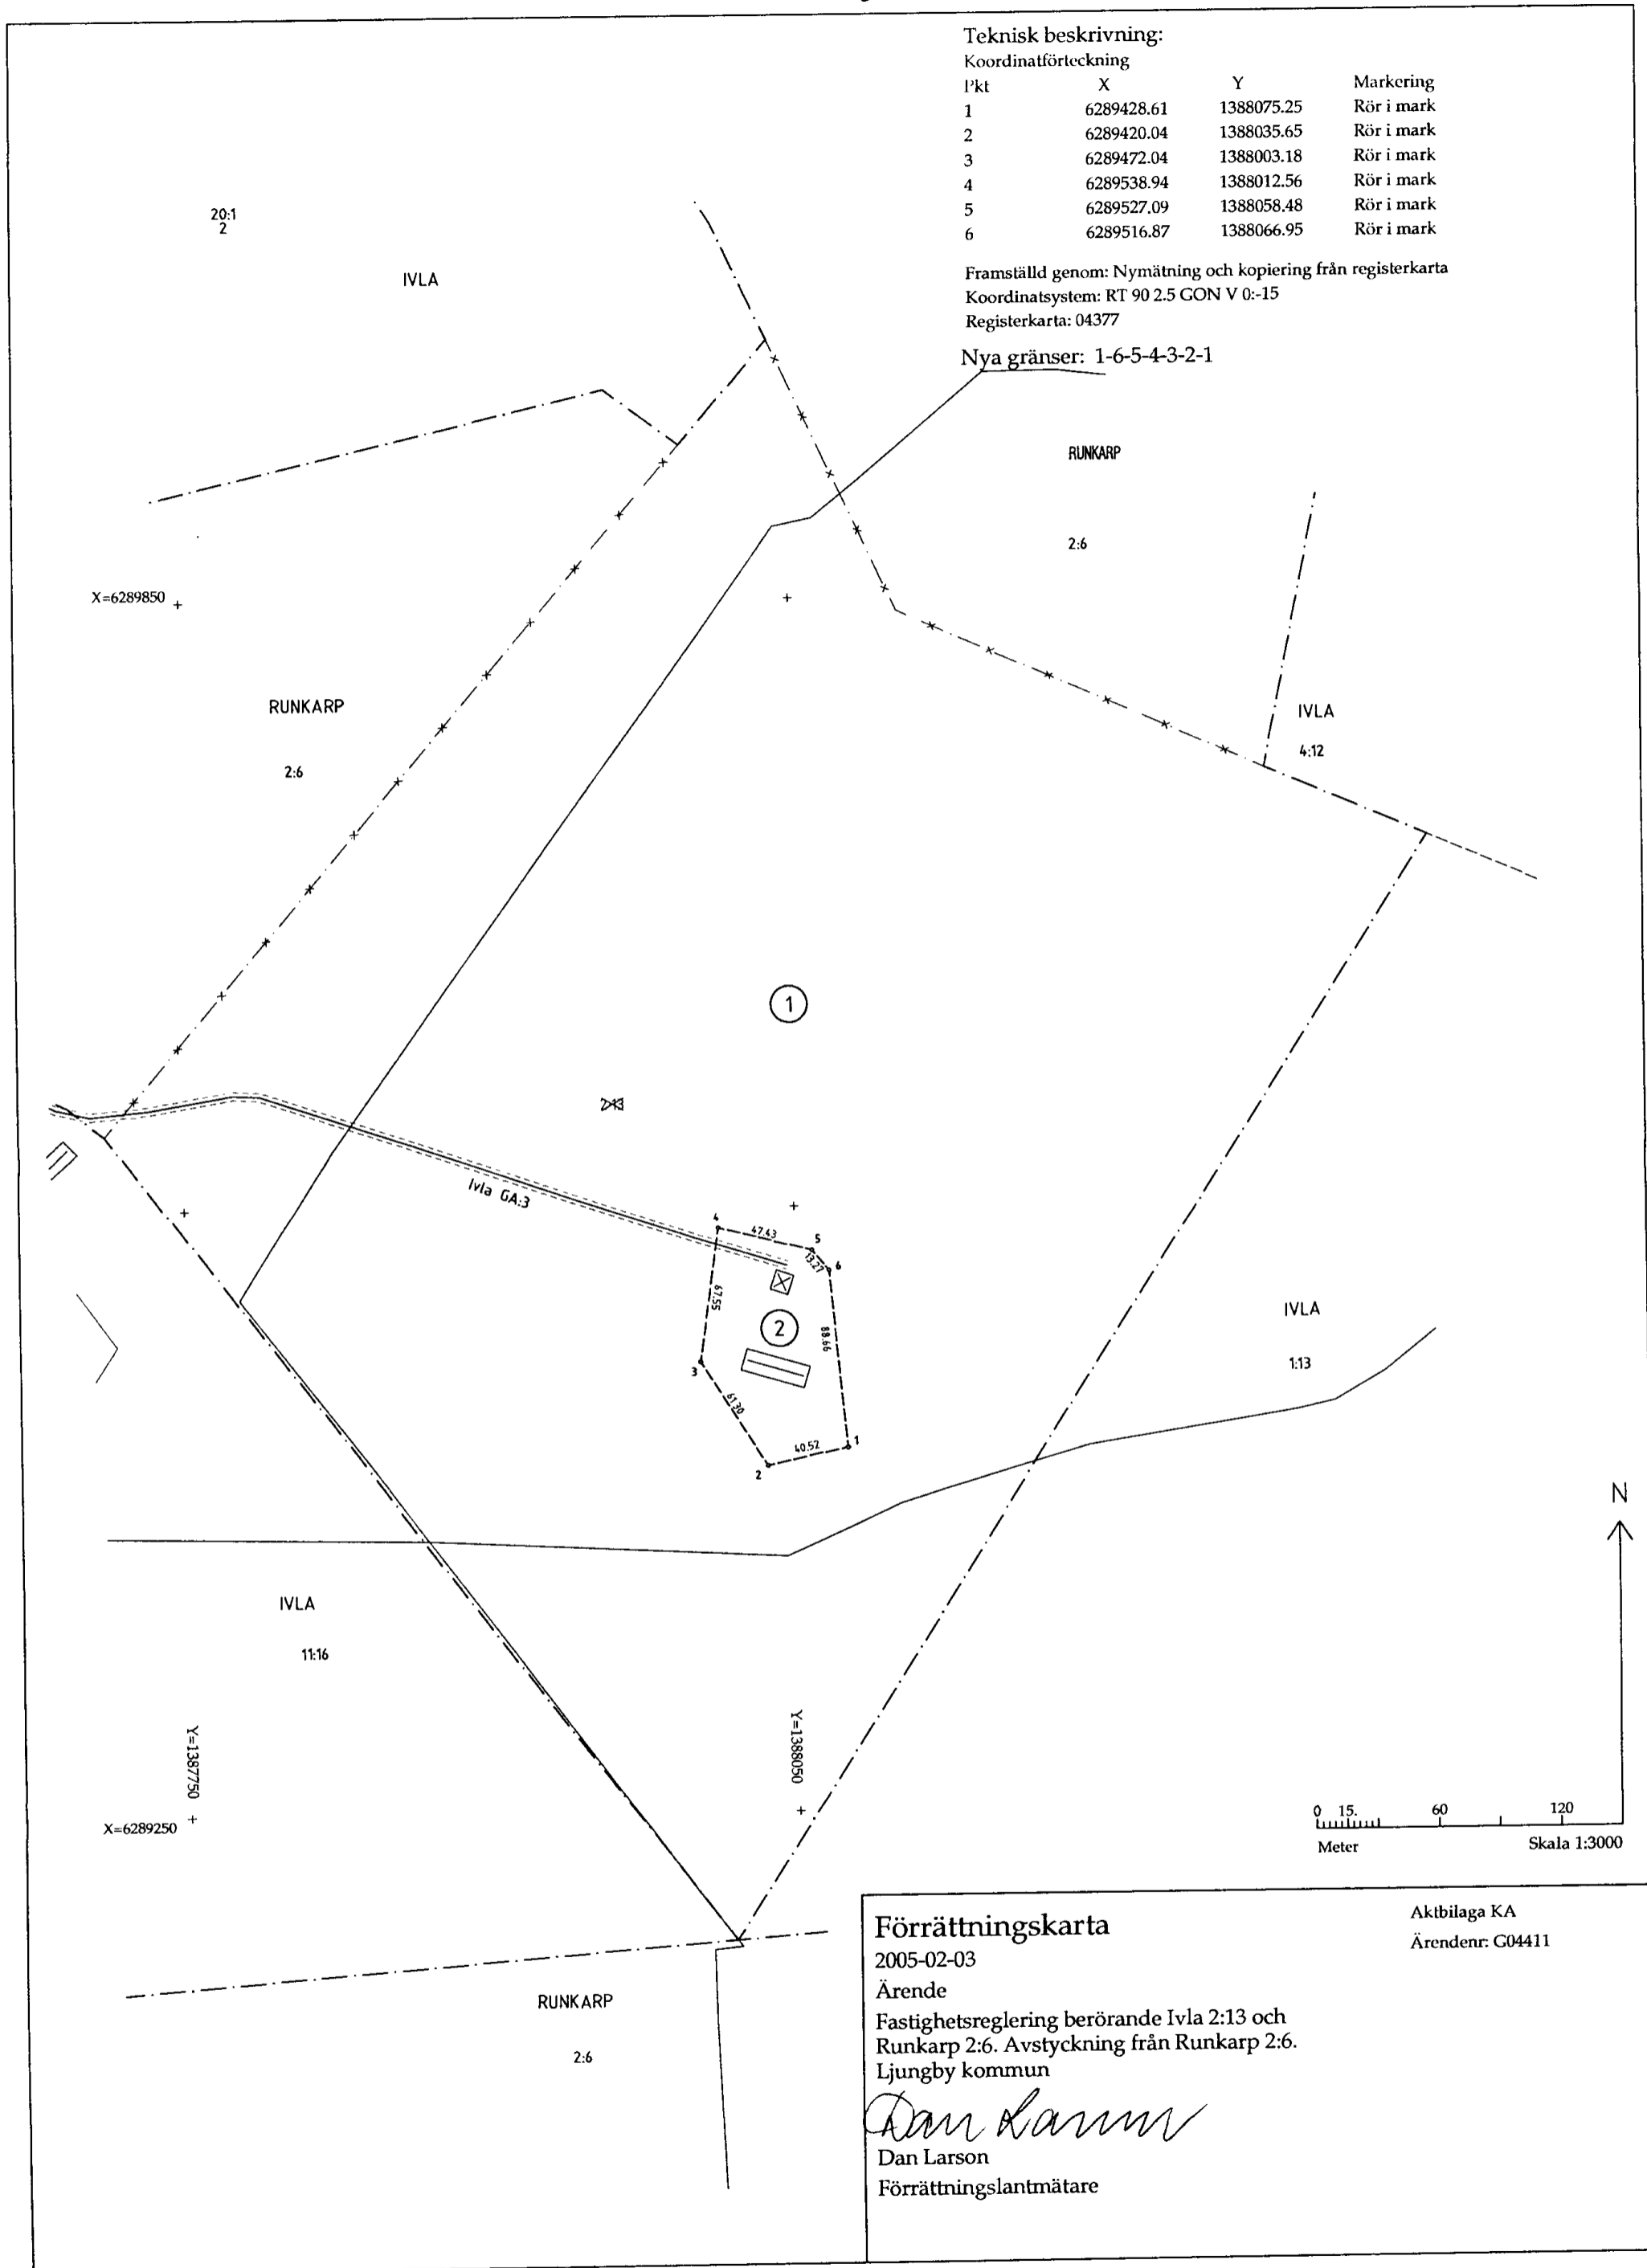 Teknisk beskrivning:
Koordinatförteckning
Pkt X Y Markering
1 6289428.61 1388075.25 Rör i mark
2 6289420.04 1388035.65 Rör i mark
3 6289472.04 1388003.18 Rör i mark
4 6289538.94 1388012.56 Rör i mark
5 6289527.09 1388058.48 Rör i mark
6 6289516.87 1388066.95 Rör i mark
Framställd genom: Nymätning och kopiering från registerkarta
Koordinatsystem: RT 90 2.5 GON V 0:-15
Registerkarta: 04377
Nya gränser: 1-6-5-4-3-2-1
20:1
2
IVLA
RUNKARP
2:6
X=6289850
RUNKARP
2:6
IVLA
4:12
1
2:13
Ivla GA:3
4
47.43
5
13.27
6
67.55
2
88.66
3
61.30
40.52
1
2
IVLA
1:13
N
IVLA
11:16
Y=1387750
Y=1388050
X=6289250
0 15. 60 120
Meter
Skala 1:3000
Förrättningskarta
Aktbilaga KA
2005-02-03
Ärendenr: G04411
Ärende
Fastighetsreglering berörande Ivla 2:13 och
Runkarp 2:6. Avstyckning från Runkarp 2:6.
Ljungby kommun
Dan Larson
Dan Larson
Förrättningslantmätare
RUNKARP
2:6